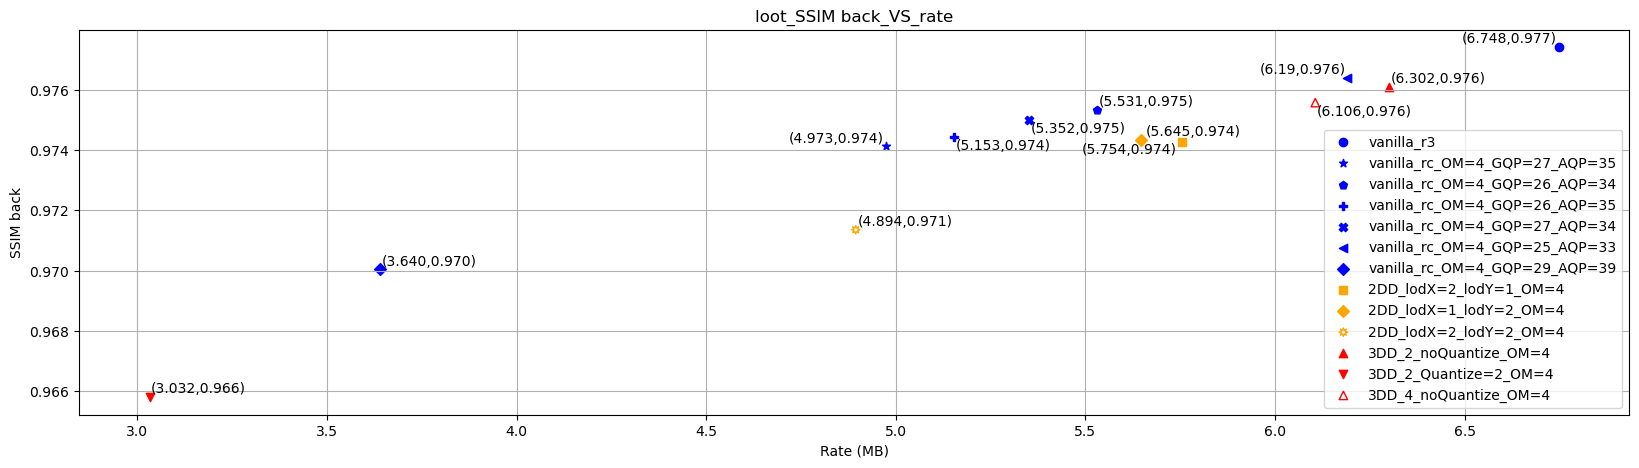 loot_SSIM back_VS_rate
(6.748,0.977)
(6.19,0.976)
(6.302,0.976)
(6.106,0.976)
(5.531,0.975)
(5.352,0.975)
(4.973,0.974)
(5.153,0.974)
(5.645,0.974)
(5.754,0.974)
(4.894,0.971)
(3.640,0.970)
(3.032,0.966)
0.976
0.974
0.972
0.970
0.968
0.966
SSIM back
vanilla_r3
vanilla_rc_OM=4_GQP=27_AQP=35
vanilla_rc_OM=4_GQP=26_AQP=34
vanilla_rc_OM=4_GQP=26_AQP=35
vanilla_rc_OM=4_GQP=27_AQP=34
vanilla_rc_OM=4_GQP=25_AQP=33
vanilla_rc_OM=4_GQP=29_AQP=39
2DD_lodX=2_lodY=1_OM=4
2DD_lodX=1_lodY=2_OM=4
2DD_lodX=2_lodY=2_OM=4
3DD_2_noQuantize_OM=4
3DD_2_Quantize=2_OM=4
3DD_4_noQuantize_OM=4
3.0 3.5 4.0 4.5 5.0 5.5 6.0 6.5
Rate (MB)